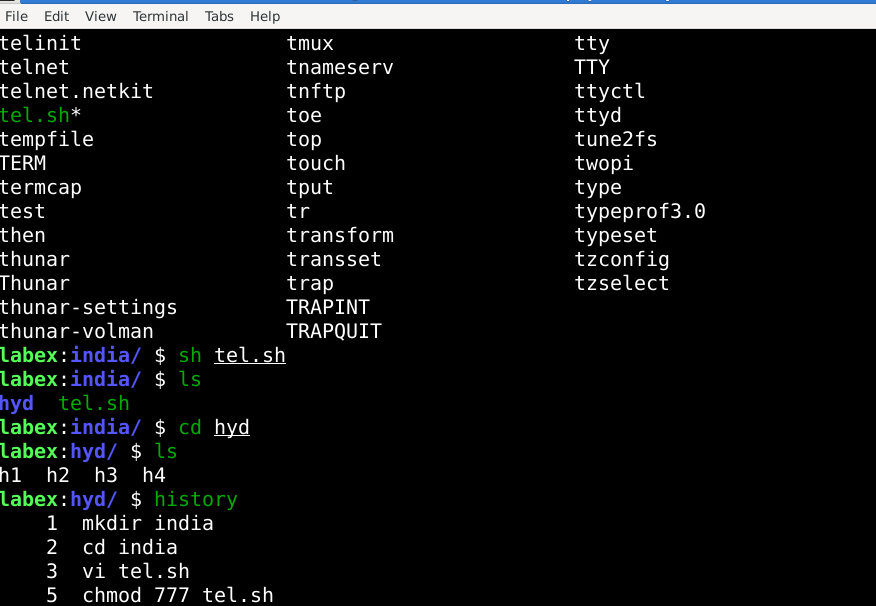 File Edit View Terminal Tabs Help
telinit tmux tty
telnet tnameserv TTY
telnet.netkit tnftp ttyctl
tel.sh* toe ttyd
tempfile top tune2fs
TERM touch twopi
termcap tput type
test tr typeprof3.0
then transform typeset
thunar transset tzconfig
Thunar trap tzselect
thunar-settings TRAPINT
thunar-volman TRAPQUIT
labex:india/ $ sh tel.sh
labex:india/ $ ls
hyd tel.sh
labex:india/ $ cd hyd
labex:hyd/ $ ls
h1 h2 h3 h4
labex:hyd/ $ history
1 mkdir india
2 cd india
3 vi tel.sh
5 chmod 777 tel.sh